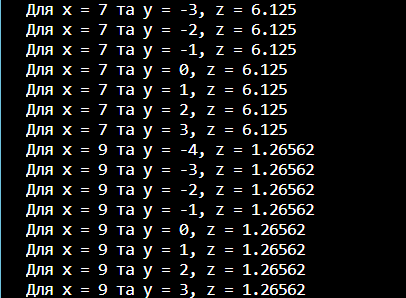 Для x = 7 та y = -3, z = 6.125
Для x = 7 та y = -2, z = 6.125
Для x = 7 та y = -1, z = 6.125
Для x = 7 та y = 0, z = 6.125
Для x = 7 та y = 1, z = 6.125
Для x = 7 та y = 2, z = 6.125
Для x = 7 та y = 3, z = 6.125
Для x = 9 та y = -4, z = 1.26562
Для x = 9 та y = -3, z = 1.26562
Для x = 9 та y = -2, z = 1.26562
Для x = 9 та y = -1, z = 1.26562
Для x = 9 та y = 0, z = 1.26562
Для x = 9 та y = 1, z = 1.26562
Для x = 9 та y = 2, z = 1.26562
Для x = 9 та y = 3, z = 1.26562